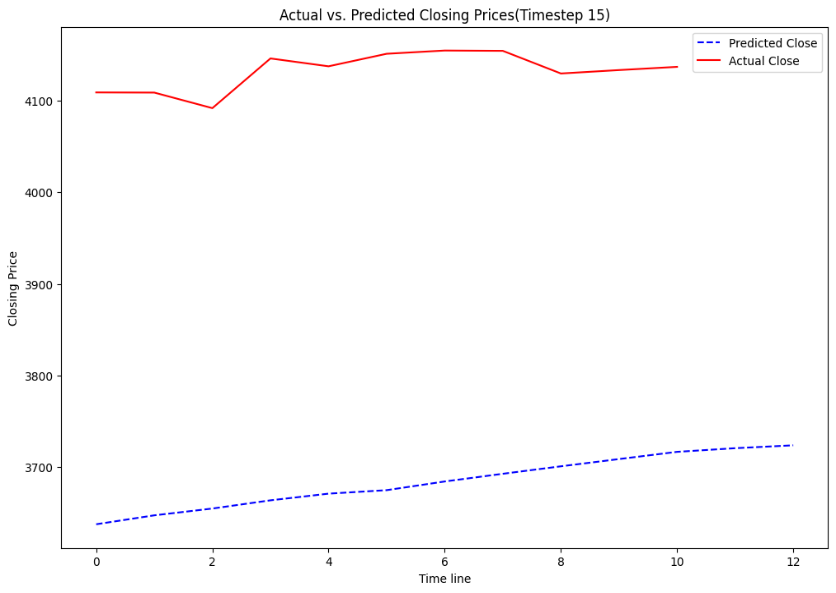 Actual vs. Predicted Closing Prices(Timestep 15)
Predicted Close
Actual Close
Closing Price
4100
4000
3900
3800
3700
0 2 4 6 8 10 12
Time line